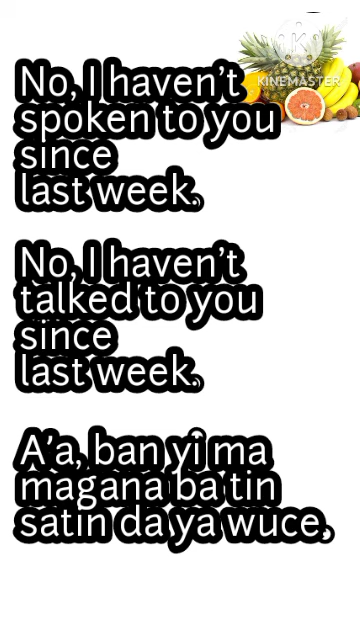 KINEMASTER
No, I haven't
spoken to you
since
last week.
No, I haven't
talked to you
since
last week.
A'a, ban yi ma
magana ba tin
satin da ya wuce.